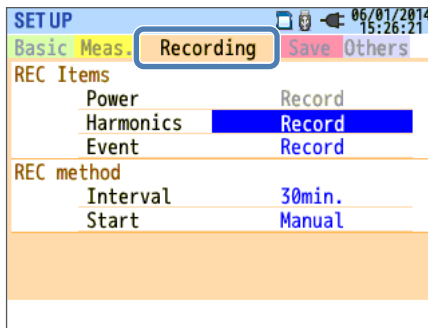 SET UP 06/01/2014
15:26:21
Basic Meas. Recording Save Others
REC Items
Power Record
Harmonics Record
Event Record
REC method
Interval 30min.
Start Manual